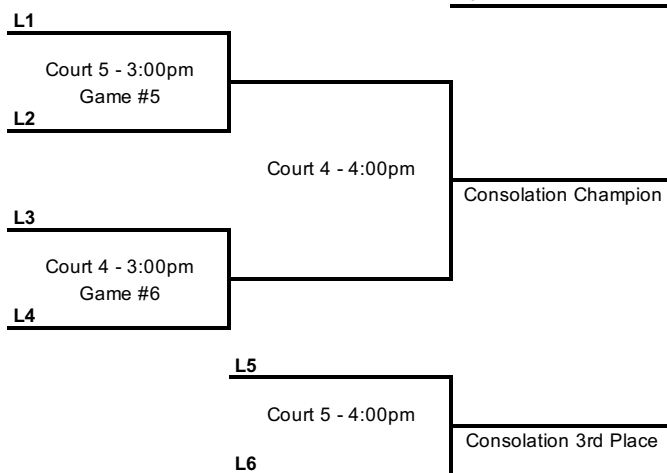 L1
Court 5 - 3:00pm
Game #5
L2
Court 4 - 4:00pm
Consolation Champion
L3
Court 4 - 3:00pm
Game #6
L4
L5
Court 5 - 4:00pm
Consolation 3rd Place
L6